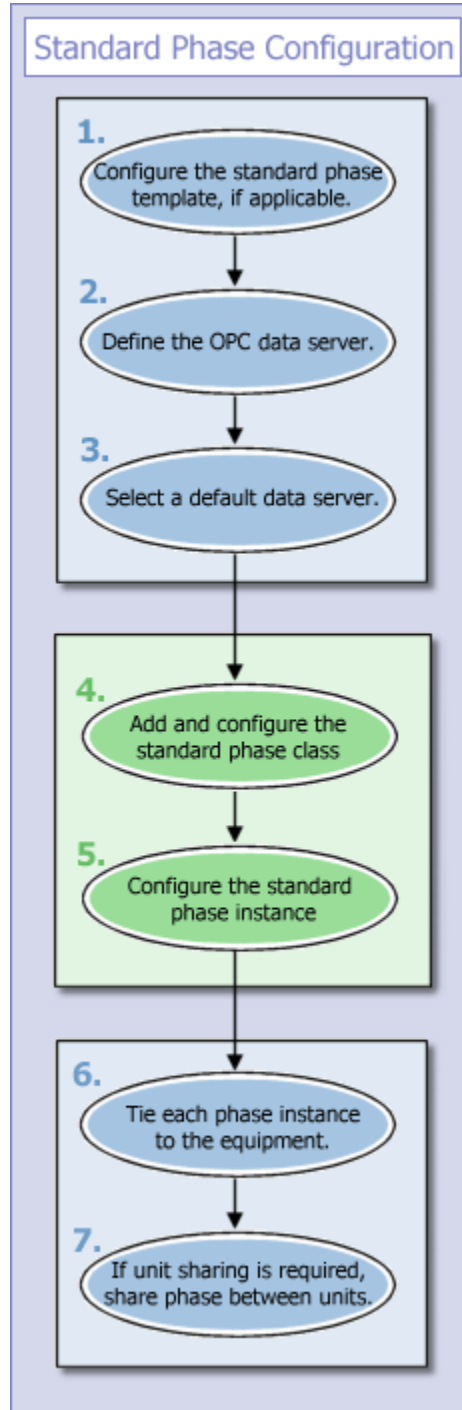 Standard Phase Configuration
1.
Configure the standard phase
template, if applicable.
2.
Define the OPC data server.
3.
Select a default data server.
4.
Add and configure the
standard phase class
5.
Configure the standard
phase instance
6.
Tie each phase instance
to the equipment.
7.
If unit sharing is required,
share phase between units.